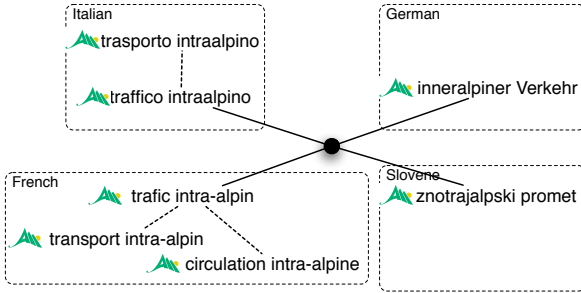 Italian
trasporto intraalpino
traffico intraalpino
German
inneralpiner Verkehr
French
trafic intra-alpin
transport intra-alpin
circulation intra-alpine
Slovene
znotrajalpski promet